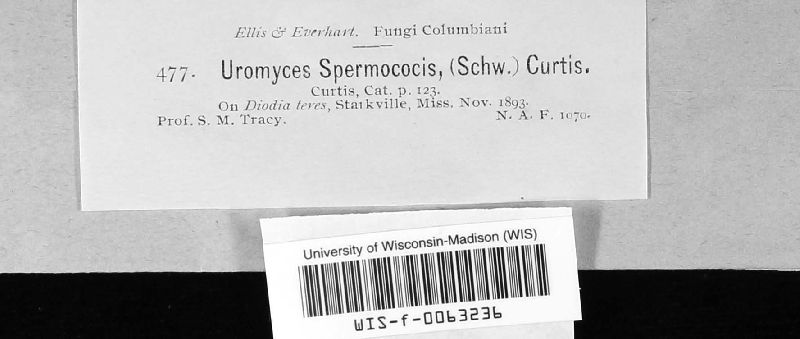 Ellis & Everhart. Fungi Columbiani
477. Uromyces Spermococis, (Schw.) Curtis.
Curtis, Cat. p. 123.
On Diodia teres, Starkville, Miss. Nov. 1893.
Prof. S. M. Tracy. N. A. F. 1070.
University of Wisconsin-Madison (WIS)
WIS-f-0063236